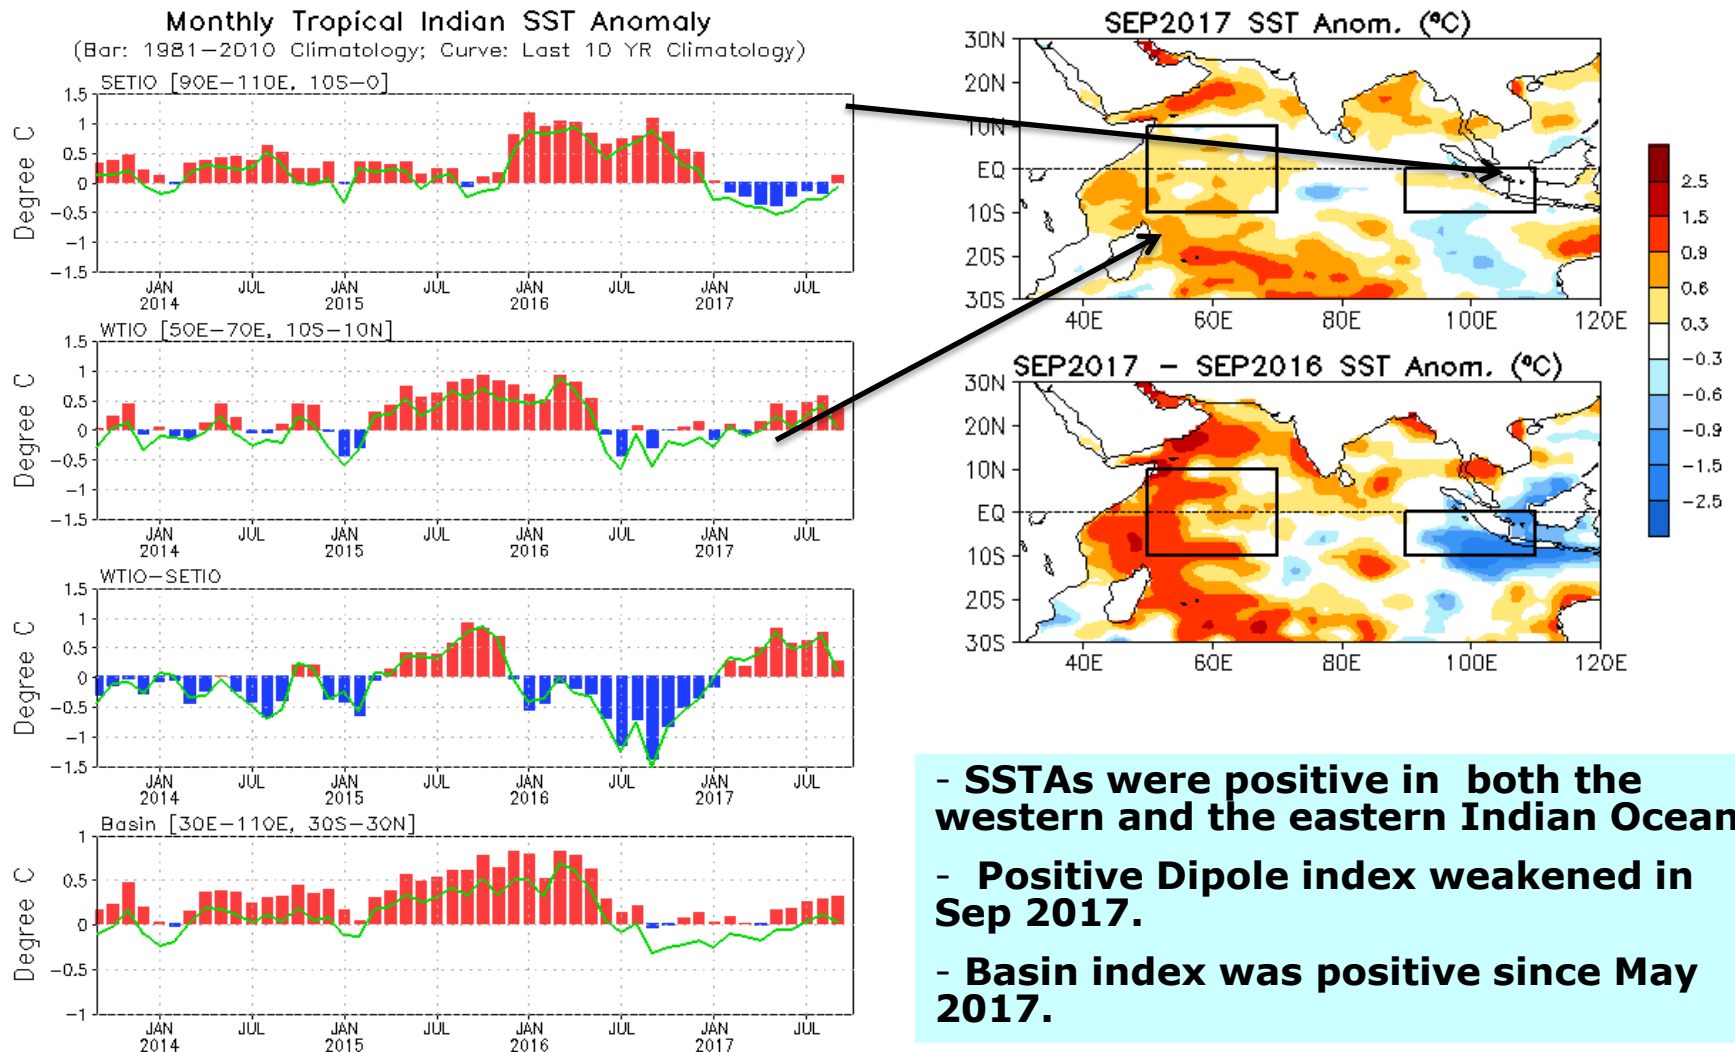 Monthly Tropical Indian SST Anomaly
(Bar: 1981-2010 Climatology; Curve: Last 10 YR Climatology)
SETIO [90E-110E, 10S-0]
Degree C
1.5
1
0.5
0
-0.5
-1
-1.5
JAN JUL JAN JUL JAN JUL JAN JUL
2014 2015 2016 2017
WTIO [50E-70E, 10S-10N]
Degree C
1.5
1
0.5
0
-0.5
-1
-1.5
JAN JUL JAN JUL JAN JUL JAN JUL
2014 2015 2016 2017
WTIO-SETIO
Degree C
1.5
1
0.5
0
-0.5
-1
-1.5
JAN JUL JAN JUL JAN JUL JAN JUL
2014 2015 2016 2017
Basin [30E-110E, 30S-30N]
Degree C
1
0.5
0
-0.5
-1
JAN JUL JAN JUL JAN JUL JAN JUL
2014 2015 2016 2017
SEP2017 SST Anom. (°C)
30N
20N
10N
EQ
10S
20S
30S
40E 60E 80E 100E 120E
SEP2017 - SEP2016 SST Anom. (°C)
30N
20N
10N
EQ
10S
20S
30S
40E 60E 80E 100E 120E
2.5
1.5
0.9
0.6
0.3
-0.3
-0.6
-0.9
-1.5
-2.5
- SSTAs were positive in both the
western and the eastern Indian Ocean
- Positive Dipole index weakened in
Sep 2017.
- Basin index was positive since May
2017.